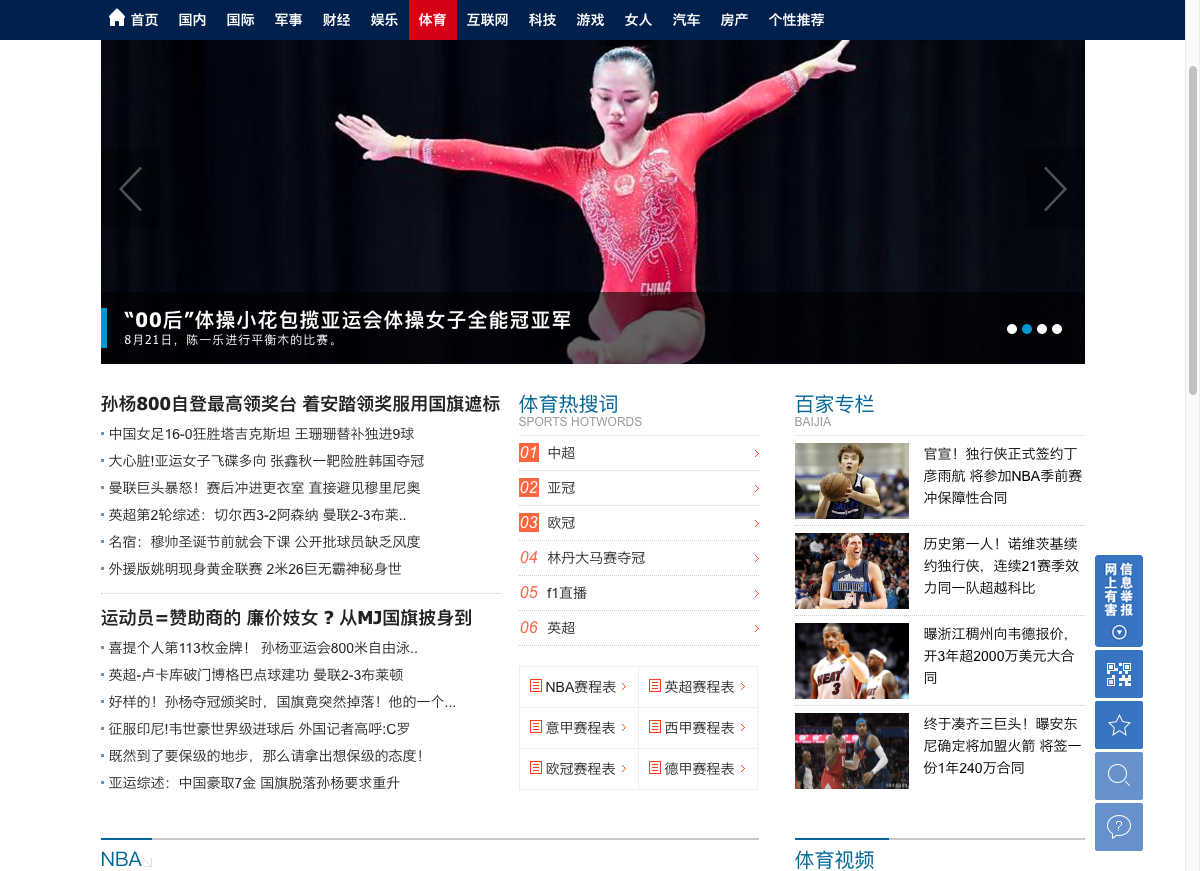 首页 国内 国际 军事 财经 娱乐 体育 互联网 科技 游戏 女人 汽车 房产 个性推荐
CHINA
“00后”体操小花包揽亚运会体操女子全能冠亚军
8月21日，陈一乐进行平衡木的比赛。
孙杨800自登最高领奖台 着安踏领奖服用国旗遮标
中国女足16-0狂胜塔吉克斯坦 王珊珊替补独进9球
大心脏!亚运女子飞碟多向 张鑫秋一靶险胜韩国夺冠
曼联巨头暴怒！赛后冲进更衣室 直接避见穆里尼奥
英超第2轮综述：切尔西3-2阿森纳 曼联2-3布莱..
名宿：穆帅圣诞节前就会下课 公开批球员缺乏风度
外援版姚明现身黄金联赛 2米26巨无霸神秘身世
运动员=赞助商的 廉价妓女？从MJ国旗披身到
喜提个人第113枚金牌！ 孙杨亚运会800米自由泳..
英超-卢卡库破门博格巴点球建功 曼联2-3布莱顿
好样的！孙杨夺冠颁奖时，国旗竟突然掉落！他的一个...
征服印尼!韦世豪世界级进球后 外国记者高呼:C罗
既然到了要保级的地步，那么请拿出想保级的态度！
亚运综述：中国豪取7金 国旗脱落孙杨要求重升
体育热搜词
SPORTS HOTWORDS
01 中超
02 亚冠
03 欧冠
04 林丹大马赛夺冠
05 f1直播
06 英超
NBA赛程表 英超赛程表
意甲赛程表 西甲赛程表
欧冠赛程表 德甲赛程表
百家专栏
BAIJIA
官宣！独行侠正式签约丁
彦雨航 将参加NBA季前赛
冲保障性合同
历史第一人！诺维茨基续
约独行侠，连续21赛季效
力同一队超越科比
曝浙江稠州向韦德报价，
开3年超2000万美元大合
同
终于凑齐三巨头！曝安东
尼确定将加盟火箭 将签一
份1年240万合同
网上有害
信息举报
NBA
体育视频